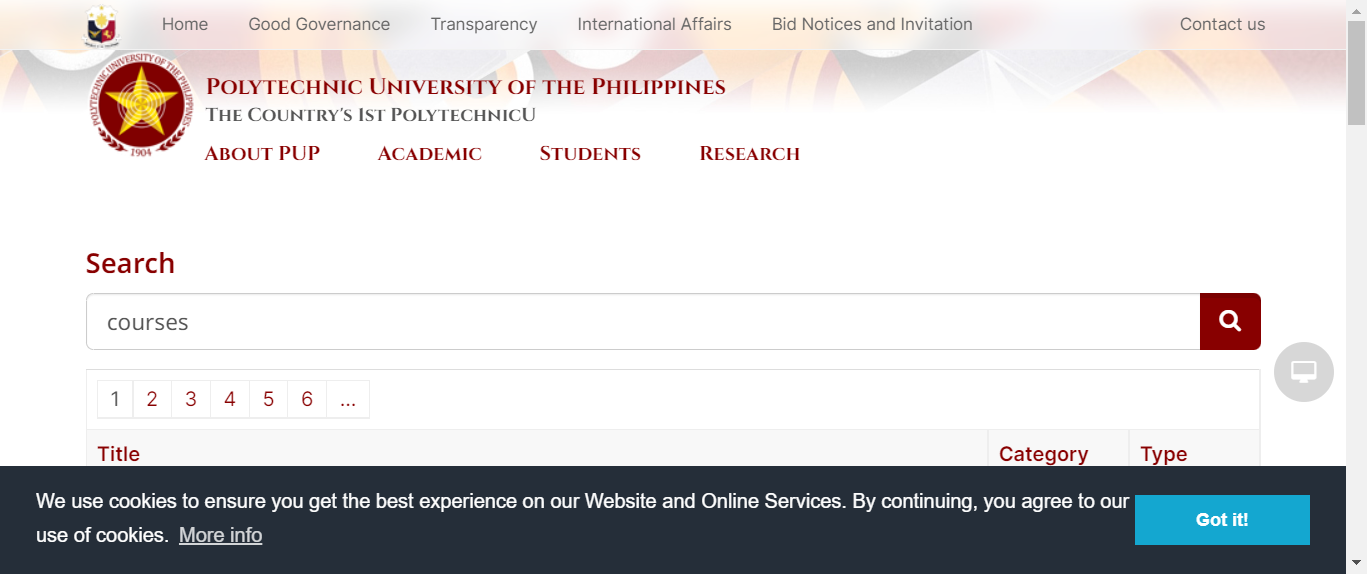 Home Good Governance Transparency International Affairs Bid Notices and Invitation Contact us
POLYTECHNIC UNIVERSITY OF THE PHILIPPINES
1904
Polytechnic University of the Philippines
The Country's 1st PolytechnicU
About PUP Academic Students Research
Search
courses
1 2 3 4 5 6 ...
Title Category Type
We use cookies to ensure you get the best experience on our Website and Online Services. By continuing, you agree to our
use of cookies. More info
Got it!